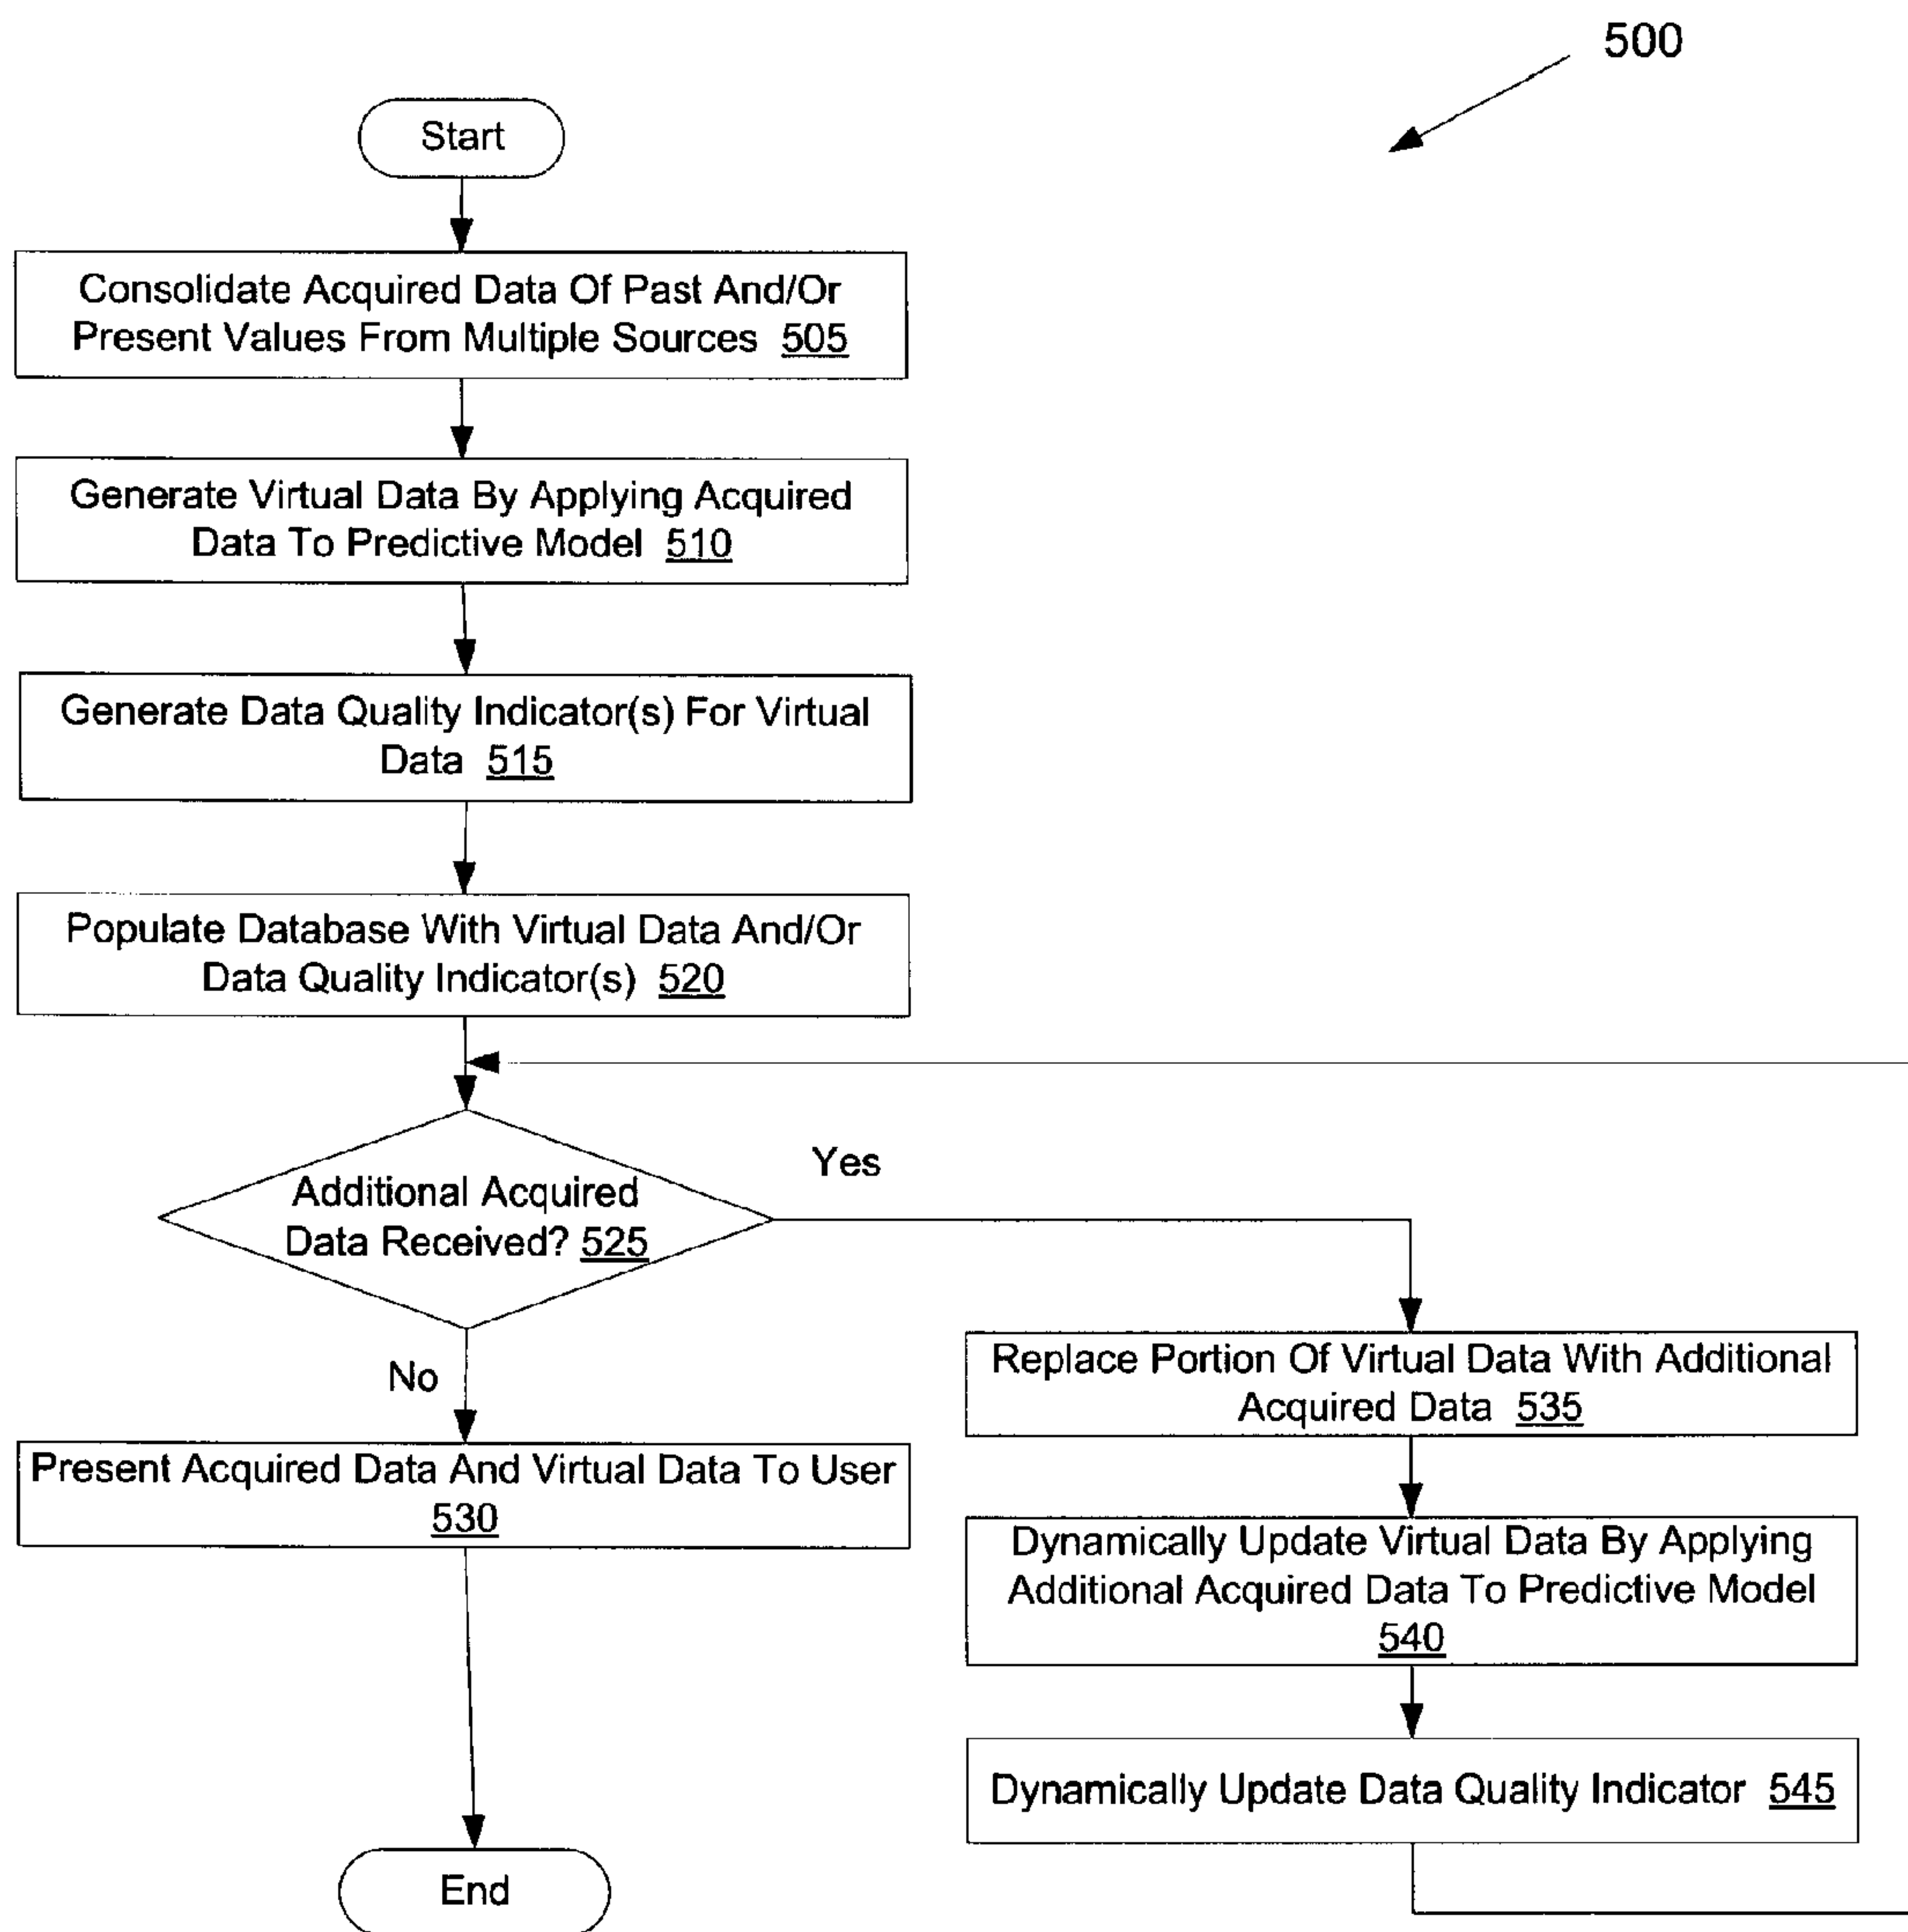 500
Start
Consolidate Acquired Data Of Past And/Or
Present Values From Multiple Sources 505
Generate Virtual Data By Applying Acquired
Data To Predictive Model 510
Generate Data Quality Indicator(s) For Virtual
Data 515
Populate Database With Virtual Data And/Or
Data Quality Indicator(s) 520
Additional Acquired
Data Received? 525
Yes
No
Present Acquired Data And Virtual Data To User
530
End
Replace Portion Of Virtual Data With Additional
Acquired Data 535
Dynamically Update Virtual Data By Applying
Additional Acquired Data To Predictive Model
540
Dynamically Update Data Quality Indicator 545